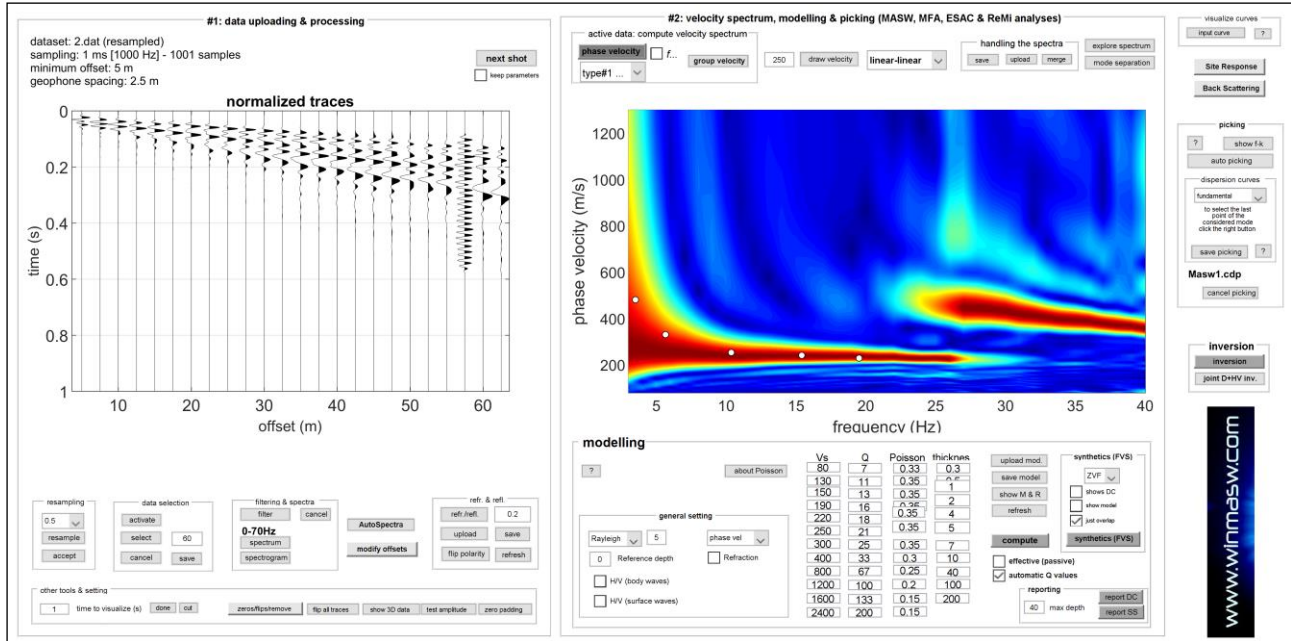 #1: data uploading & processing
dataset: 2.dat (resampled)
sampling: 1 ms [1000 Hz] - 1001 samples
minimum offset: 5 m
geophone spacing: 2.5 m
next shot
keep parameters
normalized traces
0
0.2
0.4
0.6
0.8
1
time (s)
10 20 30 40 50 60
offset (m)
resampling
0.5
resample
accept
data selection
activate
select 60
cancel save
filtering & spectra
filter cancel
0-70Hz
spectrum
spectrogram
AutoSpectra
modify offsets
refr. & refl.
refr./refl. 0.2
upload save
flip polarity refresh
other tools & setting
1 time to visualize (s) done cut zeros/flips/remove flip all traces show 3D data test amplitude zero padding
#2: velocity spectrum, modelling & picking (MASW, MFA, ESAC & ReMi analyses)
active data: compute velocity spectrum
phase velocity f...
type#1 ...
group velocity
250 draw velocity linear-linear
handling the spectra
save upload merge
explore spectrum
mode separation
1200
1000
800
600
400
200
phase velocity (m/s)
5 10 15 20 25 30 35 40
frequency (Hz)
modelling
? about Poisson
general setting
Rayleigh 5 phase vel
0 Reference depth Refraction
H/V (body waves)
H/V (surface waves)
Vs Q Poisson thicknes
80 7 0.33 0.3
130 11 0.35
150 13 0.35 1
190 16 2
220 18 0.35 4
250 21 0.35 5
300 25 0.35 7
400 33 0.3 10
800 67 0.25 40
1200 100 0.2 100
1600 133 0.15 200
2400 200 0.15
upload mod.
save model
show M & R
refresh
compute
synthetics (FVS)
ZVF
shows DC
show model
just overlap
synthetics (FVS)
effective (passive)
automatic Q values
reporting
40 max depth
report DC
report SS
visualize curves
input curve ?
Site Response
Back Scattering
picking
? show f-k
auto picking
dispersion curves
fundamental
to select the last
point of the
considered mode
click the right button
save picking ?
Masw1.cdp
cancel picking
inversion
inversion
joint D+HV inv.
www.winmasw.com